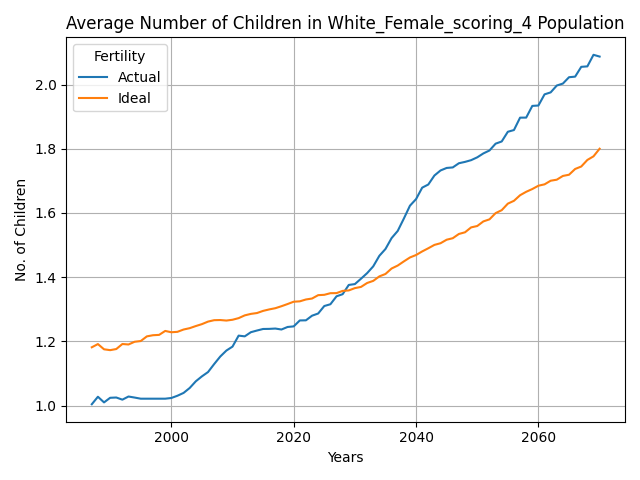 Average Number of Children in White_Female_scoring_4 Population
Fertility
Actual
Ideal
2.0
1.8
1.6
1.4
1.2
1.0
No. of Children
2000 2020 2040 2060
Years